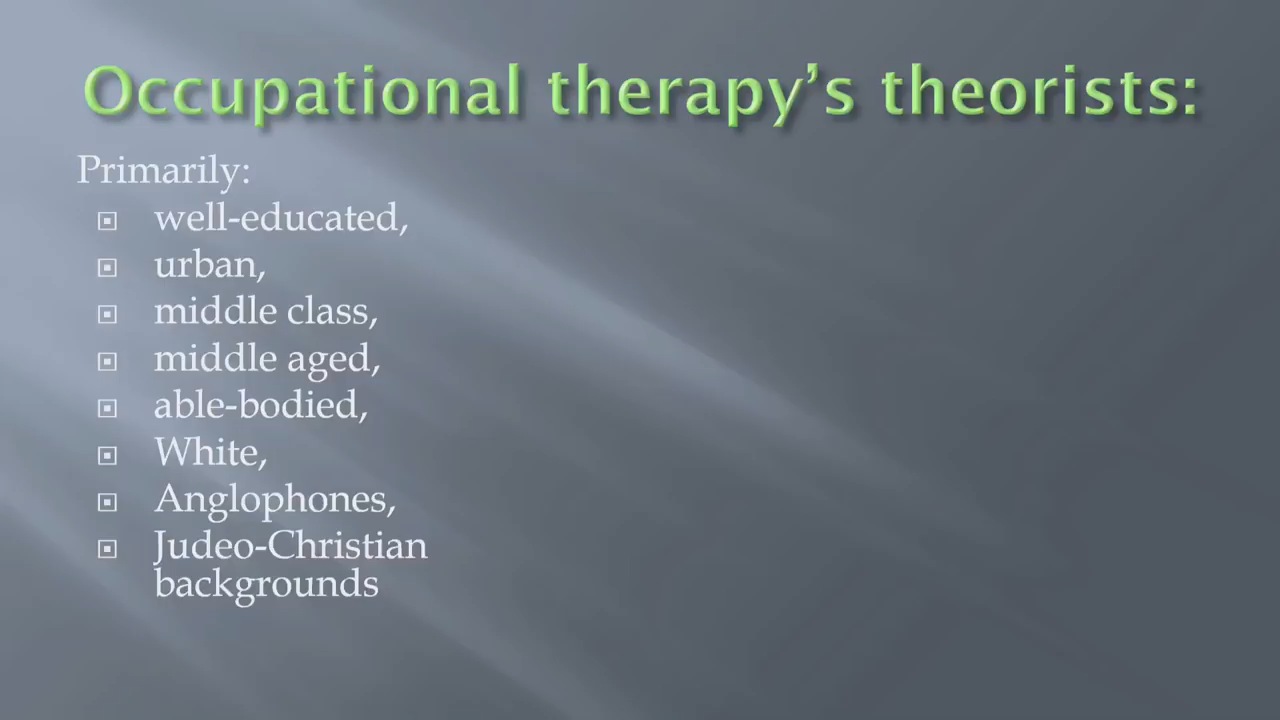 Occupational therapy’s theorists:
Primarily:
well-educated,
urban,
middle class,
middle aged,
able-bodied,
White,
Anglophones,
Judeo-Christian
backgrounds